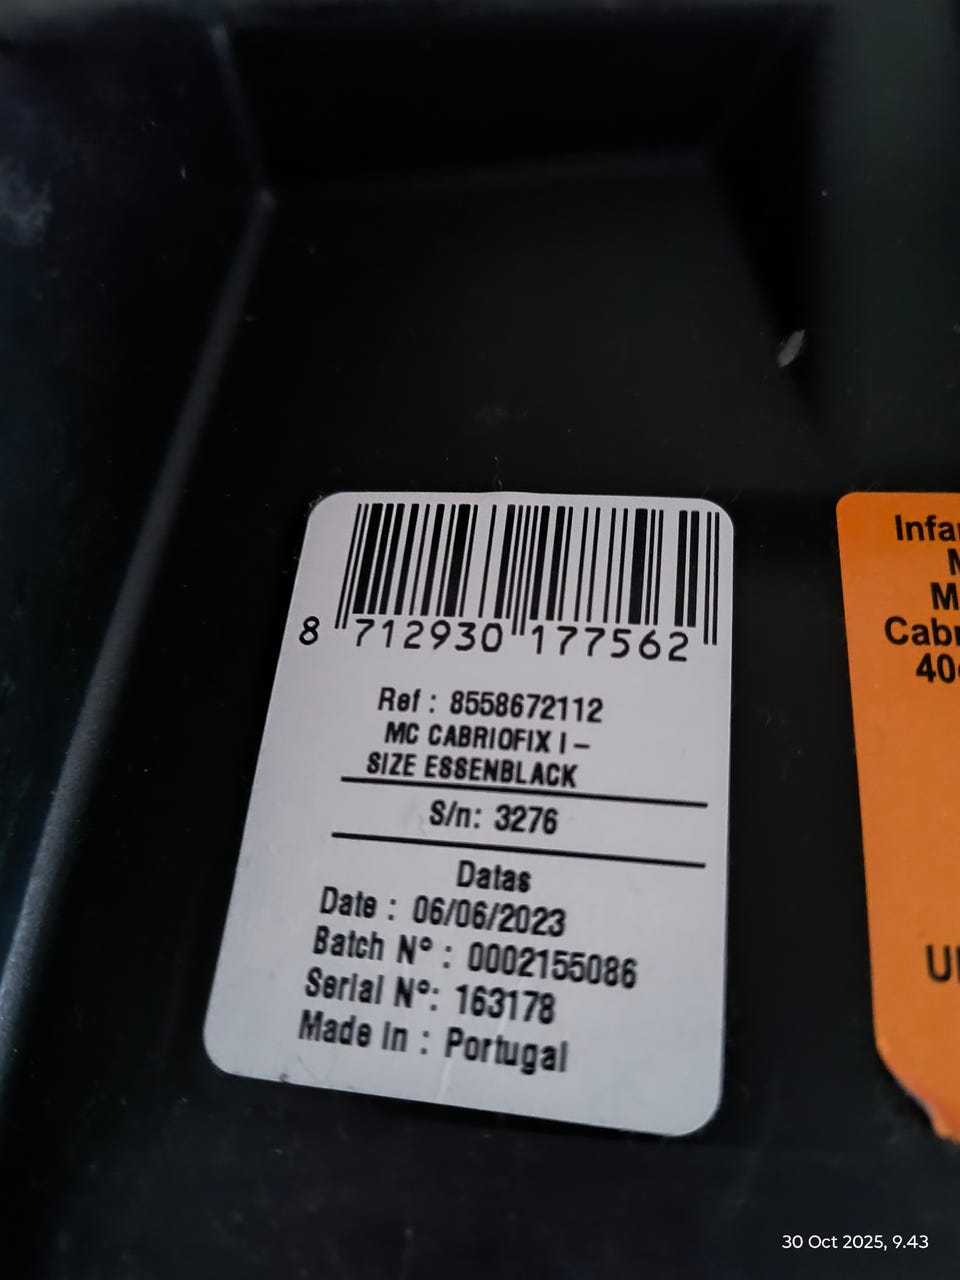 8 712930 177562
Ref : 8558672112
MC CABRIOFIX I –
SIZE ESSENBLACK
S/n: 3276
Datas
Date : 06/06/2023
Batch N° : 0002155086
Serial N°: 163178
Made in : Portugal
30 Oct 2025, 9.43